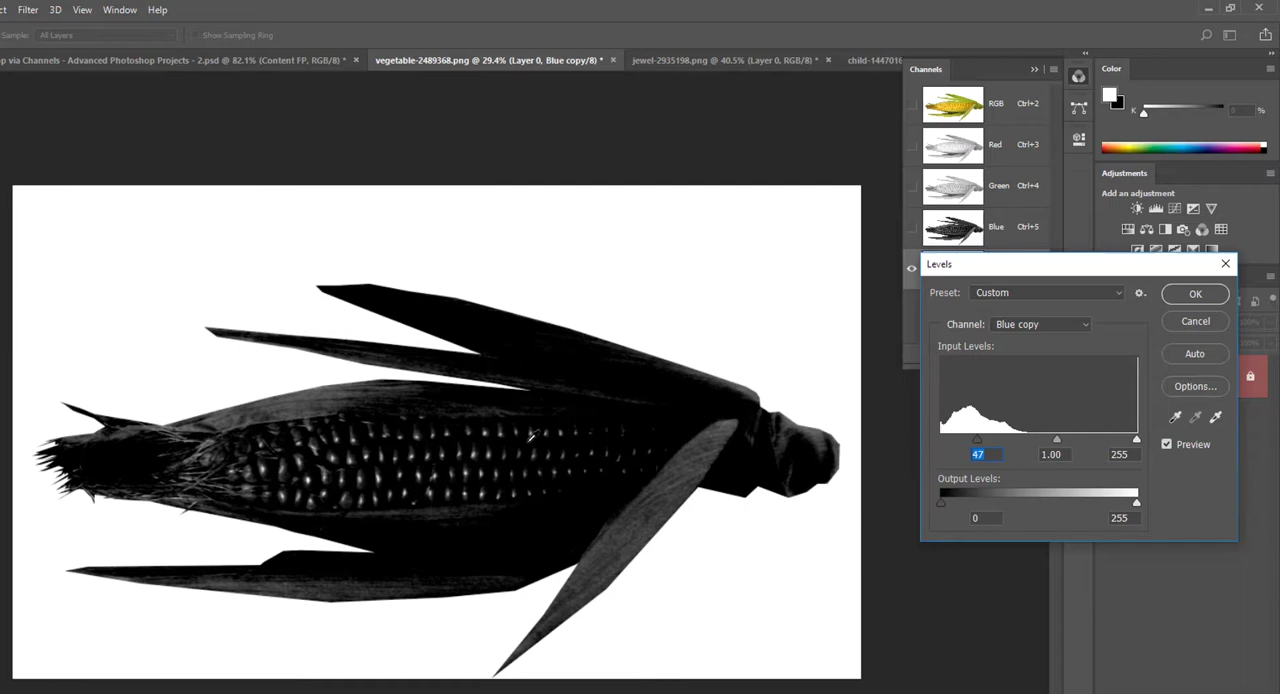 ct Filter 3D View Window Help
Sample: All Layers Show Sampling Ring
p via Channels - Advanced Photoshop Projects - 2.psd @ 82.1% (Content FP, RGB/8) * × vegetable-2489368.png @ 29.4% (Layer 0, Blue copy/8) * × jewel-2935198.png @ 40.5% (Layer 0, RGB/8) * × child-1447016
Channels
RGB Ctrl+2
Red Ctrl+3
Green Ctrl+4
Blue Ctrl+5
Color
K 0 %
Adjustments
Add an adjustment
Levels
Preset: Custom
OK
Channel: Blue copy
Cancel
Input Levels:
Auto
Options...
Preview
47 1.00 255
Output Levels:
0 255